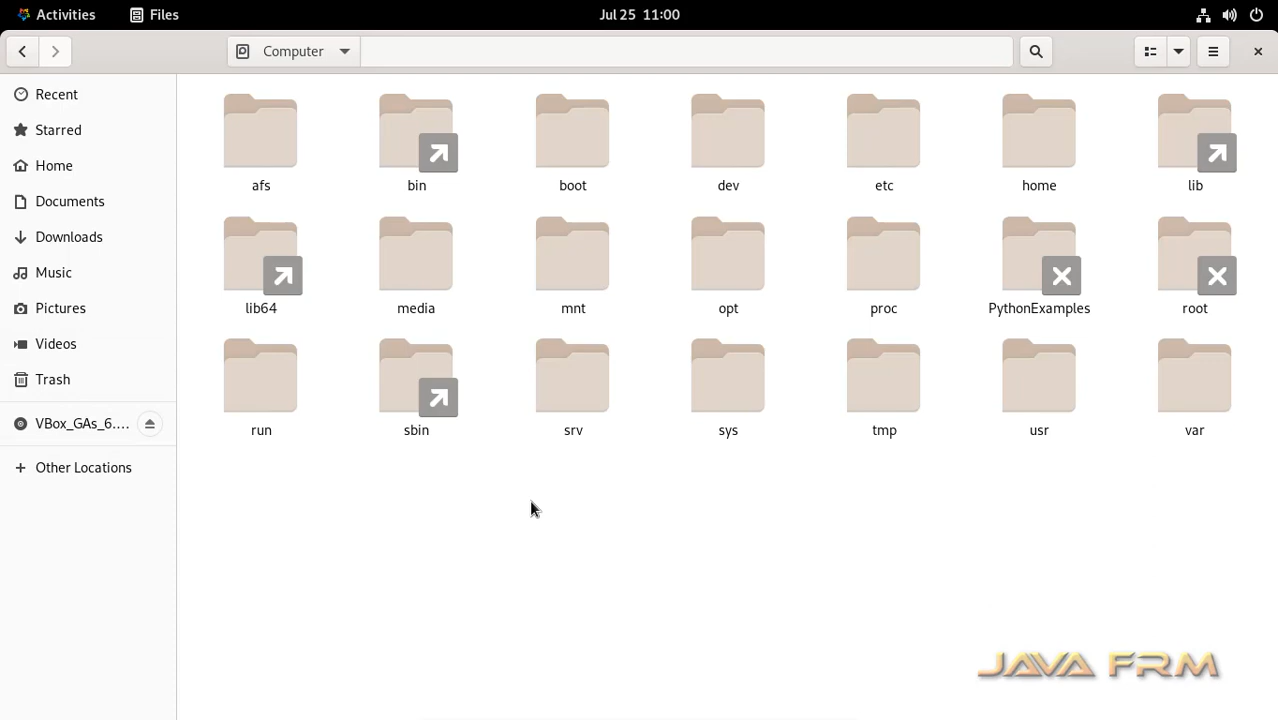 Activities
Files
Jul 25 11:00
Computer
Recent
Starred
Home
Documents
Downloads
Music
Pictures
Videos
Trash
VBox_GAs_6....
Other Locations
afs
bin
boot
dev
etc
home
lib
lib64
media
mnt
opt
proc
PythonExamples
root
run
sbin
srv
sys
tmp
usr
var
JAVA FRM